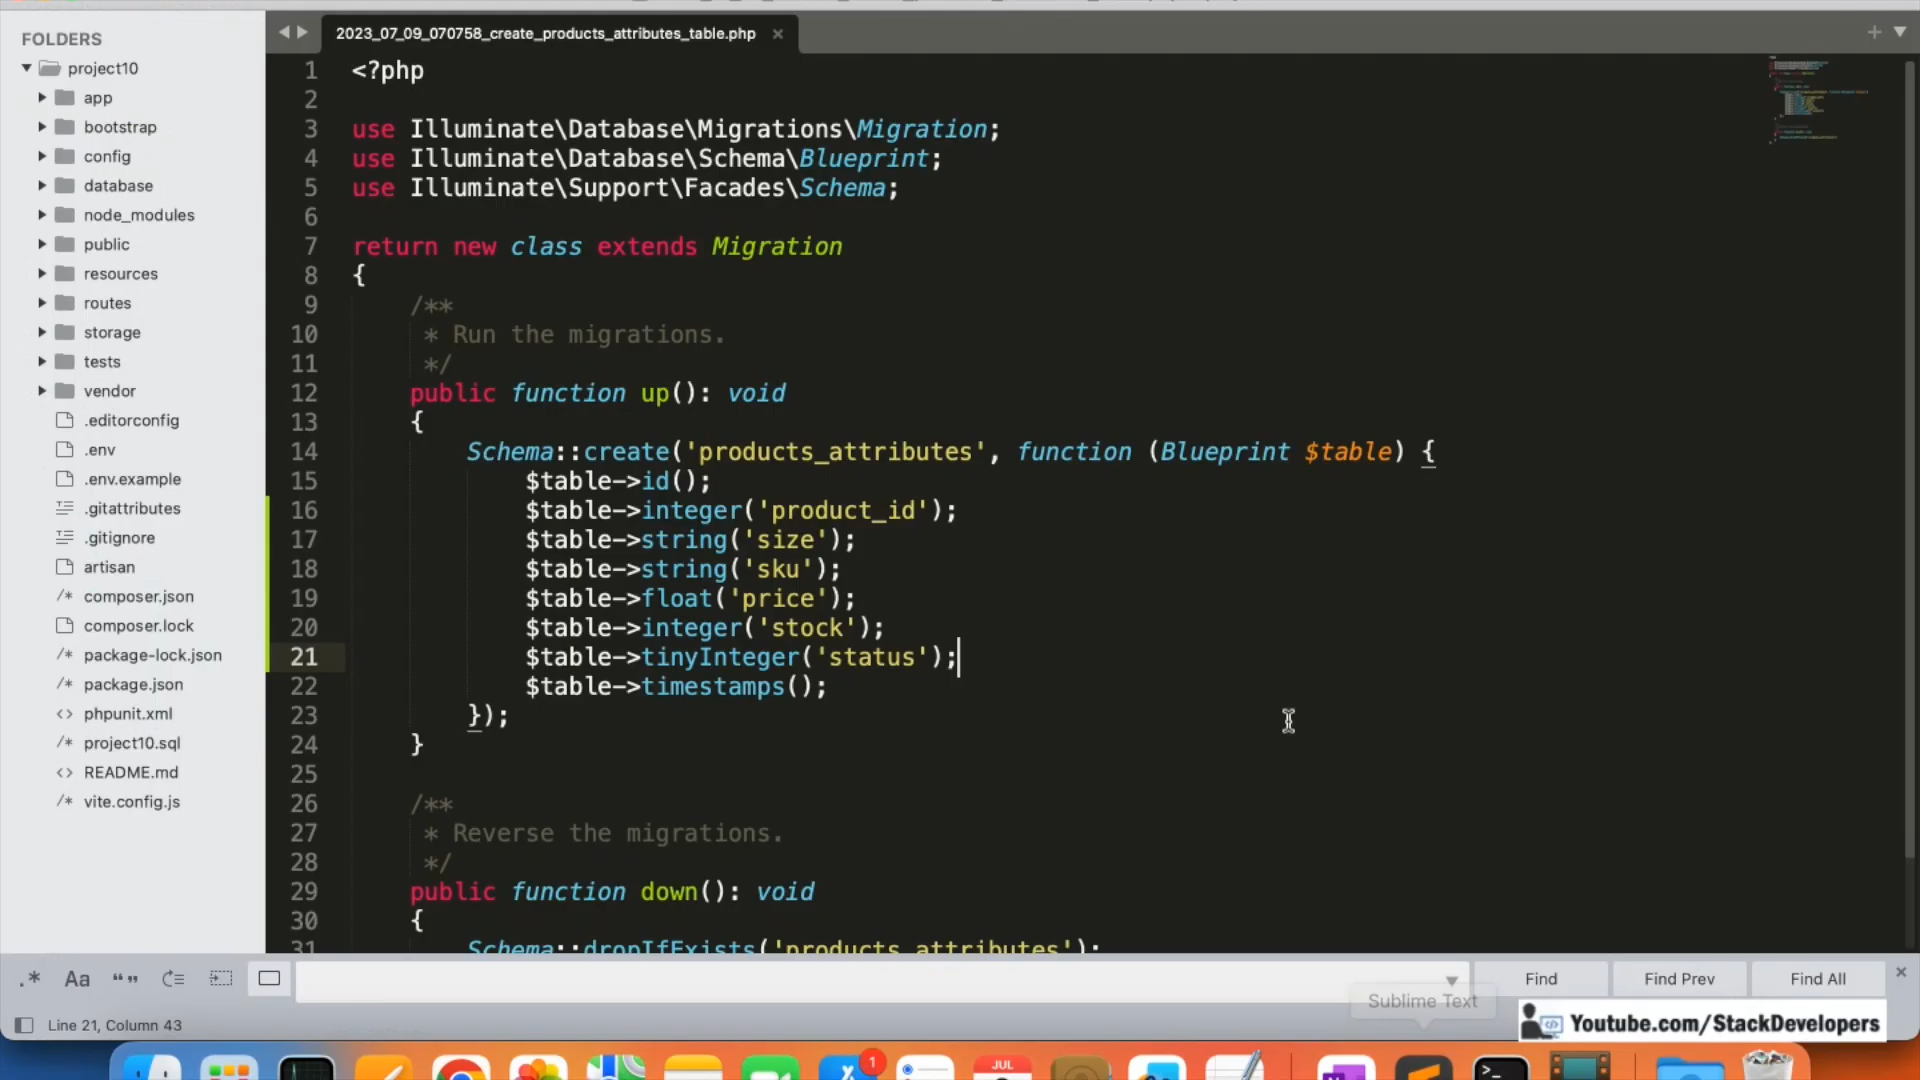 FOLDERS
project10
app
bootstrap
config
database
node_modules
public
resources
routes
storage
tests
vendor
.editorconfig
.env
.env.example
.gitattributes
.gitignore
artisan
/* composer.json
composer.lock
/* package-lock.json
/* package.json
<> phpunit.xml
/* project10.sql
<> README.md
/* vite.config.js
2023_07_09_070758_create_products_attributes_table.php ×
1 <?php
2
3 use Illuminate\Database\Migrations\Migration;
4 use Illuminate\Database\Schema\Blueprint;
5 use Illuminate\Support\Facades\Schema;
6
7 return new class extends Migration
8 {
9 /**
10 * Run the migrations.
11 */
12 public function up(): void
13 {
14 Schema::create('products_attributes', function (Blueprint $table) {
15 $table->id();
16 $table->integer('product_id');
17 $table->string('size');
18 $table->string('sku');
19 $table->float('price');
20 $table->integer('stock');
21 $table->tinyInteger('status');
22 $table->timestamps();
23 });
24 }
25
26 /**
27 * Reverse the migrations.
28 */
29 public function down(): void
30 {
31 Schema::dropIfExists('products_attributes');
.* Aa “ ” Find Find Prev Find All
Sublime Text
Line 21, Column 43
Youtube.com/StackDevelopers
1
JUL
>_